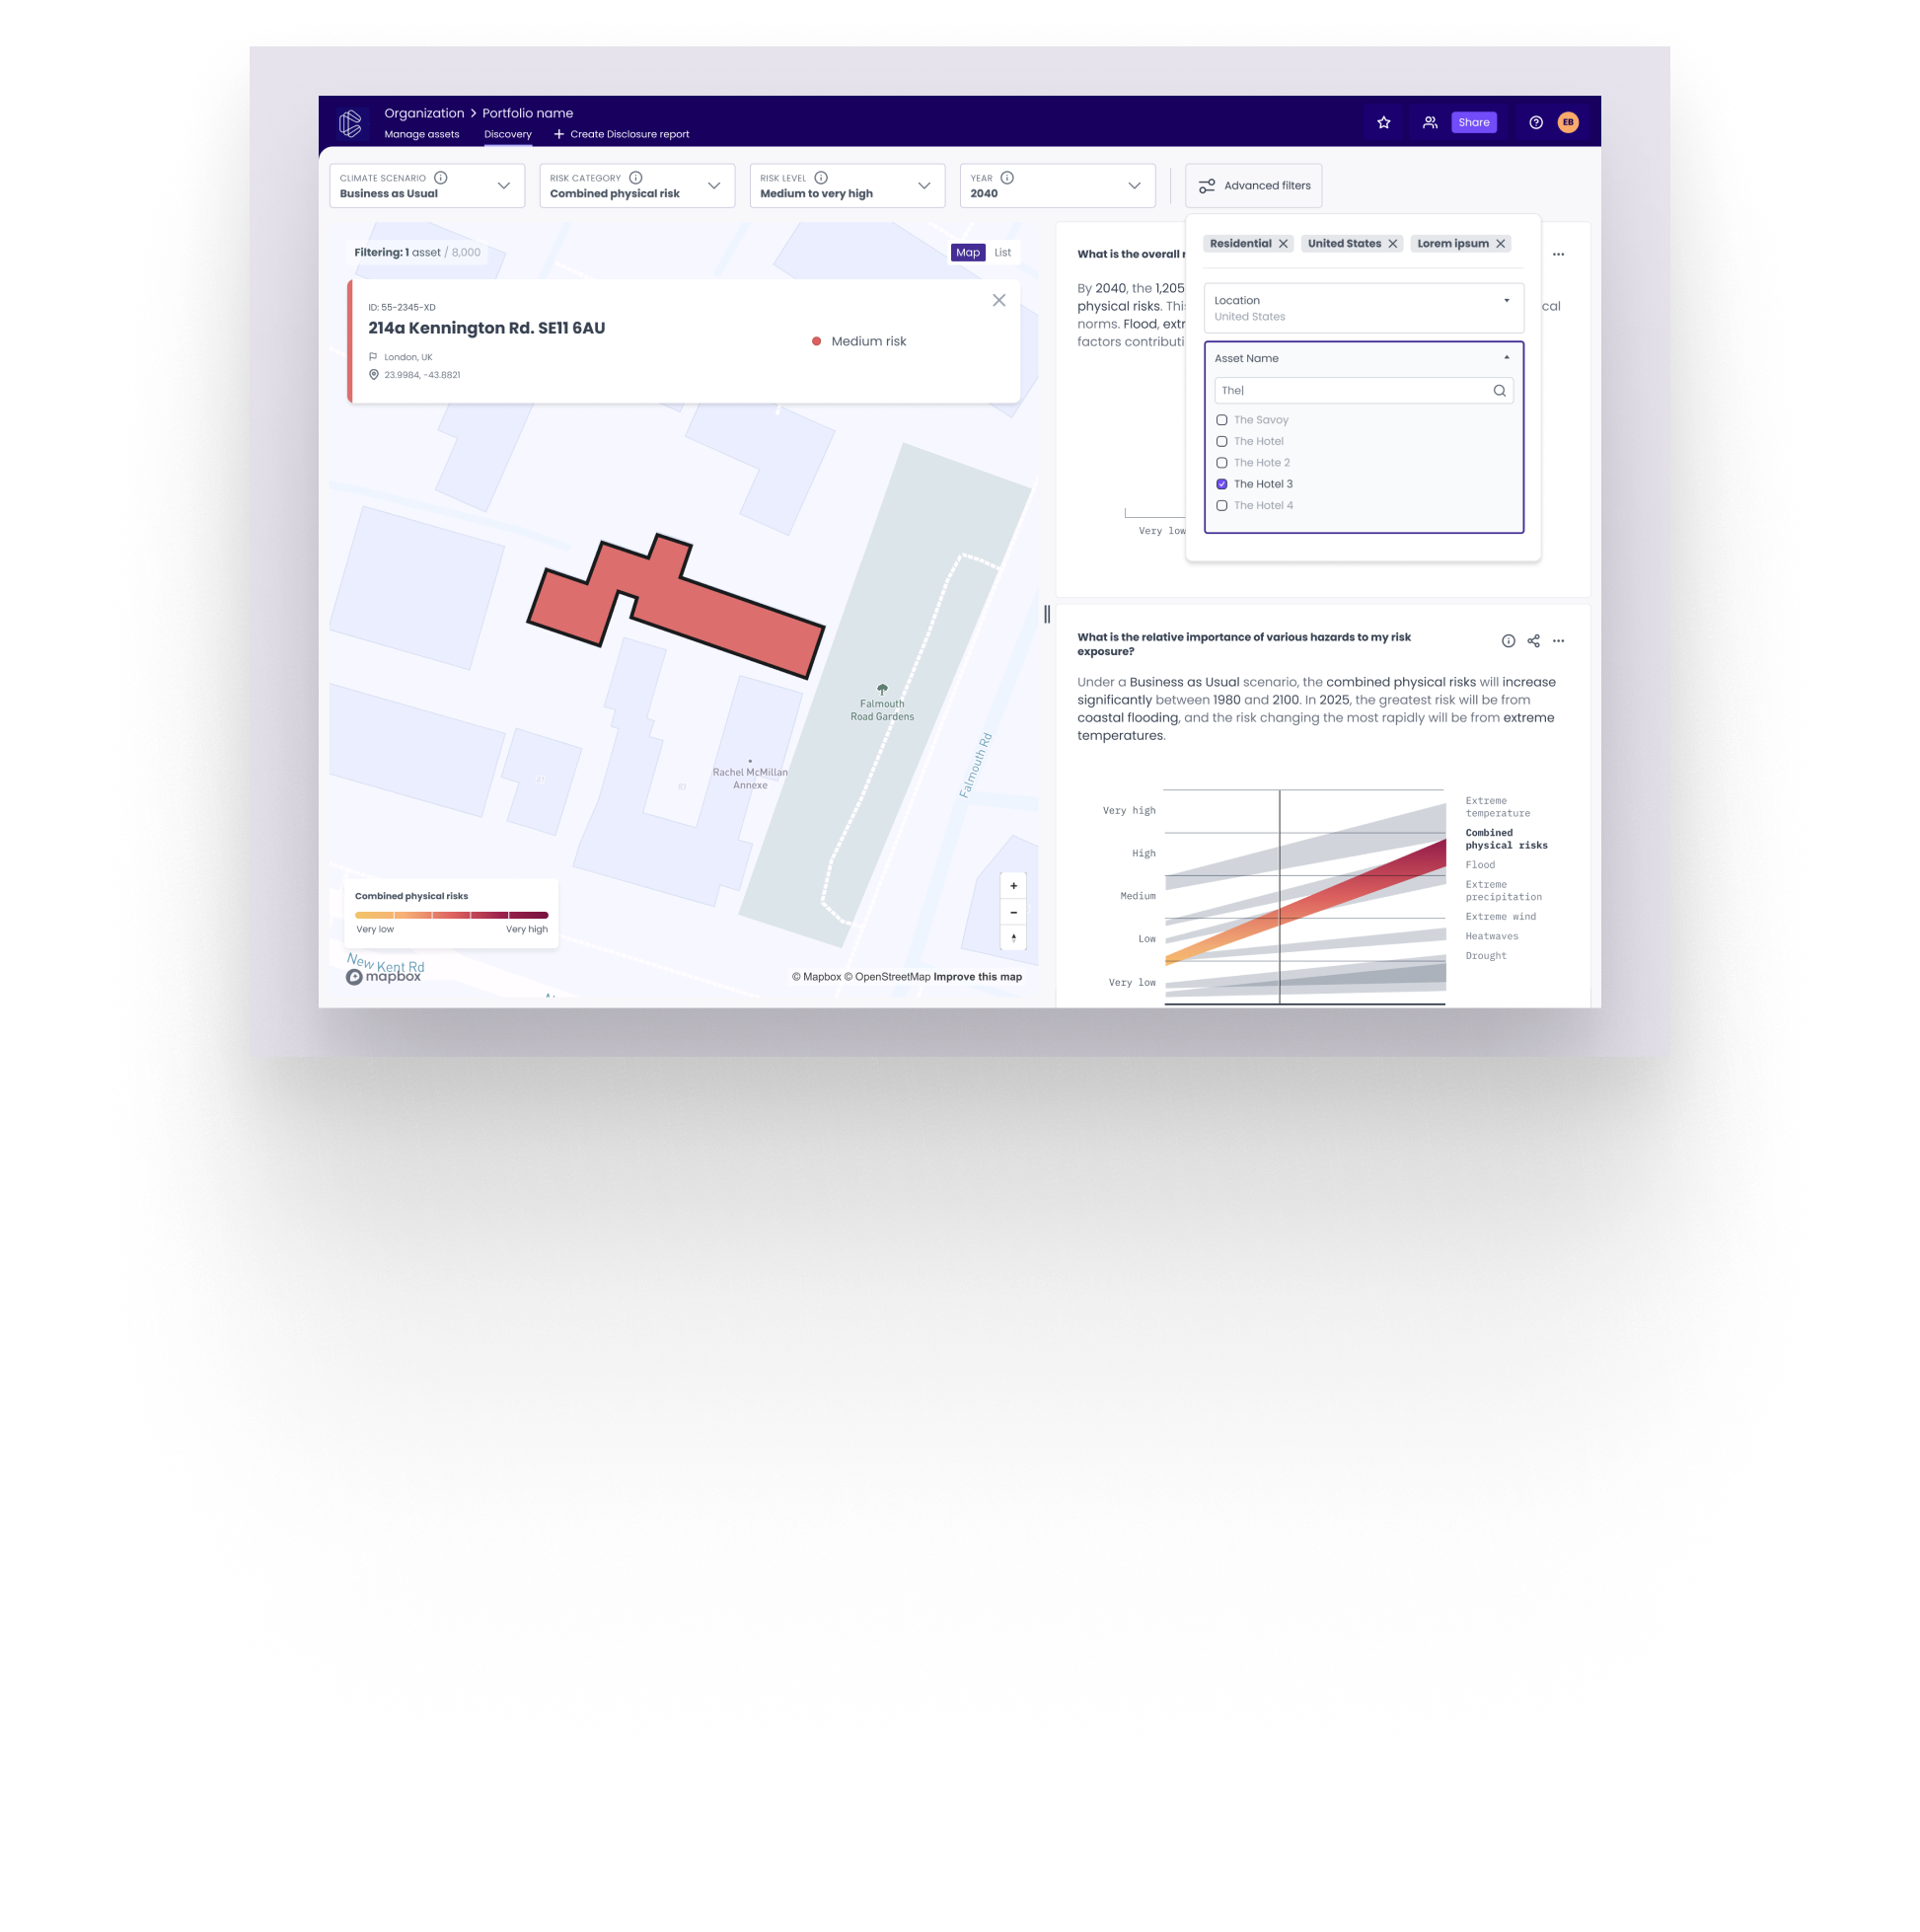 Organization > Portfolio name
Manage assets Discovery + Create Disclosure report
Share
EB
CLIMATE SCENARIO
Business as Usual
RISK CATEGORY
Combined physical risk
RISK LEVEL
Medium to very high
YEAR
2040
Advanced filters
Filtering: 1 asset / 8,000
Map List
ID: 55-2345-XD
214a Kennington Rd. SE11 6AU
London, UK
23.9984, -43.8821
Medium risk
Falmouth
Road Gardens
Falmouth Rd
Rachel McMillan
Annexe
Combined physical risks
Very low Very high
New Kent Rd
mapbox
© Mapbox © OpenStreetMap Improve this map
What is the overall
By 2040, the 1,205
physical risks. This cal
norms. Flood, extr
factors contributi
Very low
Residential United States Lorem ipsum
Location
United States
Asset Name
The
The Savoy
The Hotel
The Hote 2
The Hotel 3
The Hotel 4
What is the relative importance of various hazards to my risk
exposure?
Under a Business as Usual scenario, the combined physical risks will increase
significantly between 1980 and 2100. In 2025, the greatest risk will be from
coastal flooding, and the risk changing the most rapidly will be from extreme
temperatures.
Very high
High
Medium
Low
Very low
Extreme
temperature
Combined
physical risks
Flood
Extreme
precipitation
Extreme wind
Heatwaves
Drought